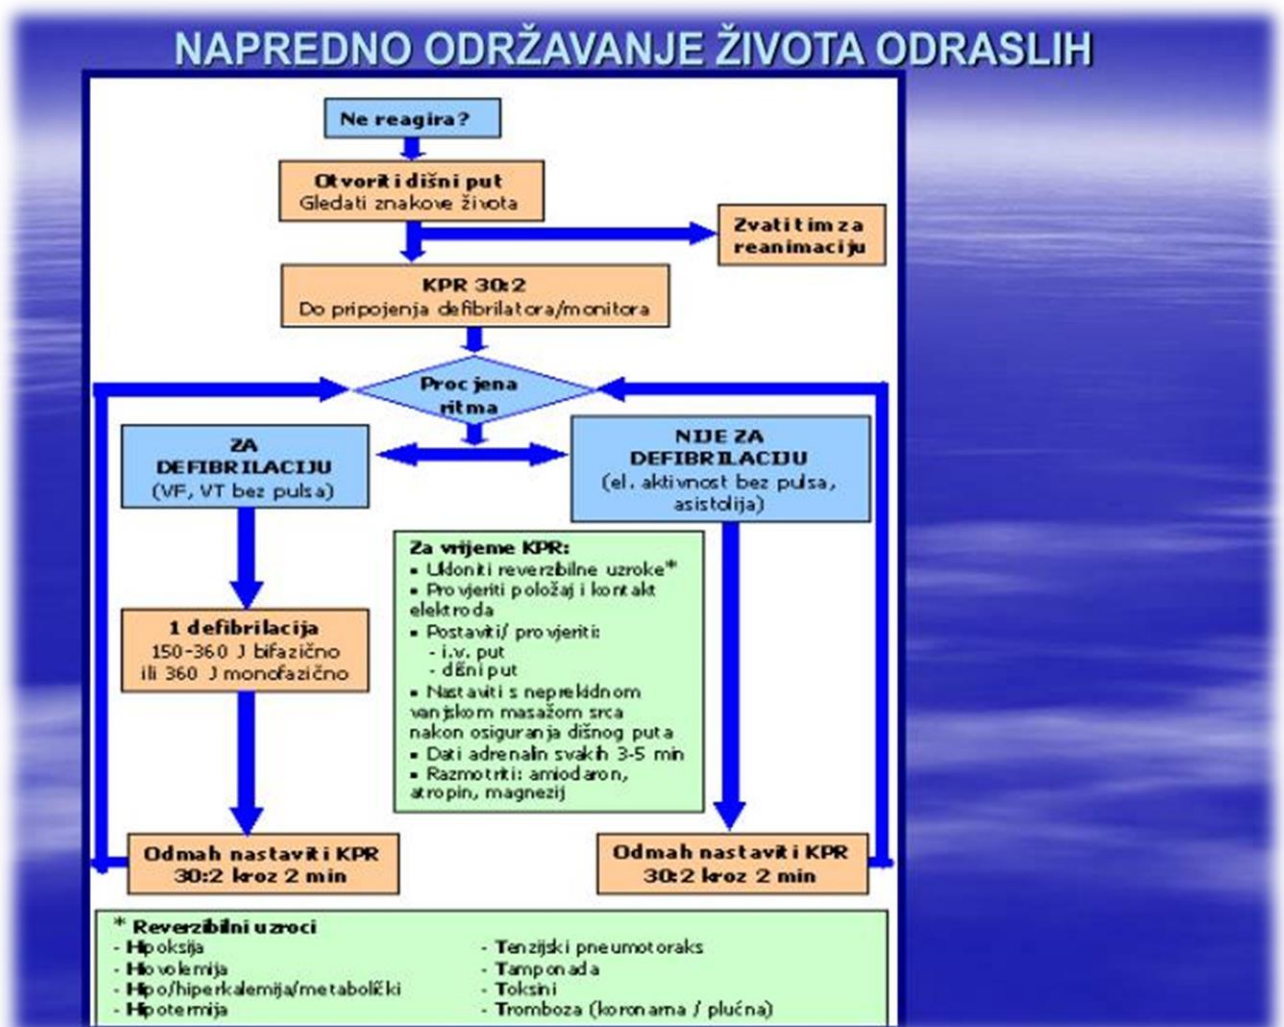 NAPREDNO ODRŽAVANJE ŽIVOTA ODRASLIH
Ne reagira?
Otvoriti dišni put
Gledati znakove života
Zvati tim za
reanimaciju
KPR 30:2
Do pripojenja defibrilatora/monitora
Procjena
ritma
ZA
DEFIBRILACIJU
(VF, VT bez pulsa)
NIJE ZA
DEFIBRILACIJU
(el. aktivnost bez pulsa,
asistolija)
1 defibrilacija
150-360 J bifazično
ili 360 J monofazično
Za vrijeme KPR:
▪ Ukloniti reverzibilne uzroke*
▪ Provjeriti položaj i kontakt
elektroda
▪ Postaviti/ provjeriti:
- i.v. put
- dišni put
▪ Nastaviti s neprekidnom
vanjskom masažom srca
nakon osiguranja dišnog puta
▪ Dati adrenalin svakih 3-5 min
▪ Razmotriti: amiodaron,
atropin, magnezij
Odmah nastaviti KPR
30:2 kroz 2 min
Odmah nastaviti KPR
30:2 kroz 2 min
* Reverzibilni uzroci
- Hipoksija
- Hiovolemija
- Hipo/hiperkalemija/metabolički
- Hipotermija
- Tenzijski pneumotoraks
- Tamponada
- Toksini
- Tromboza (koronarna / plućna)